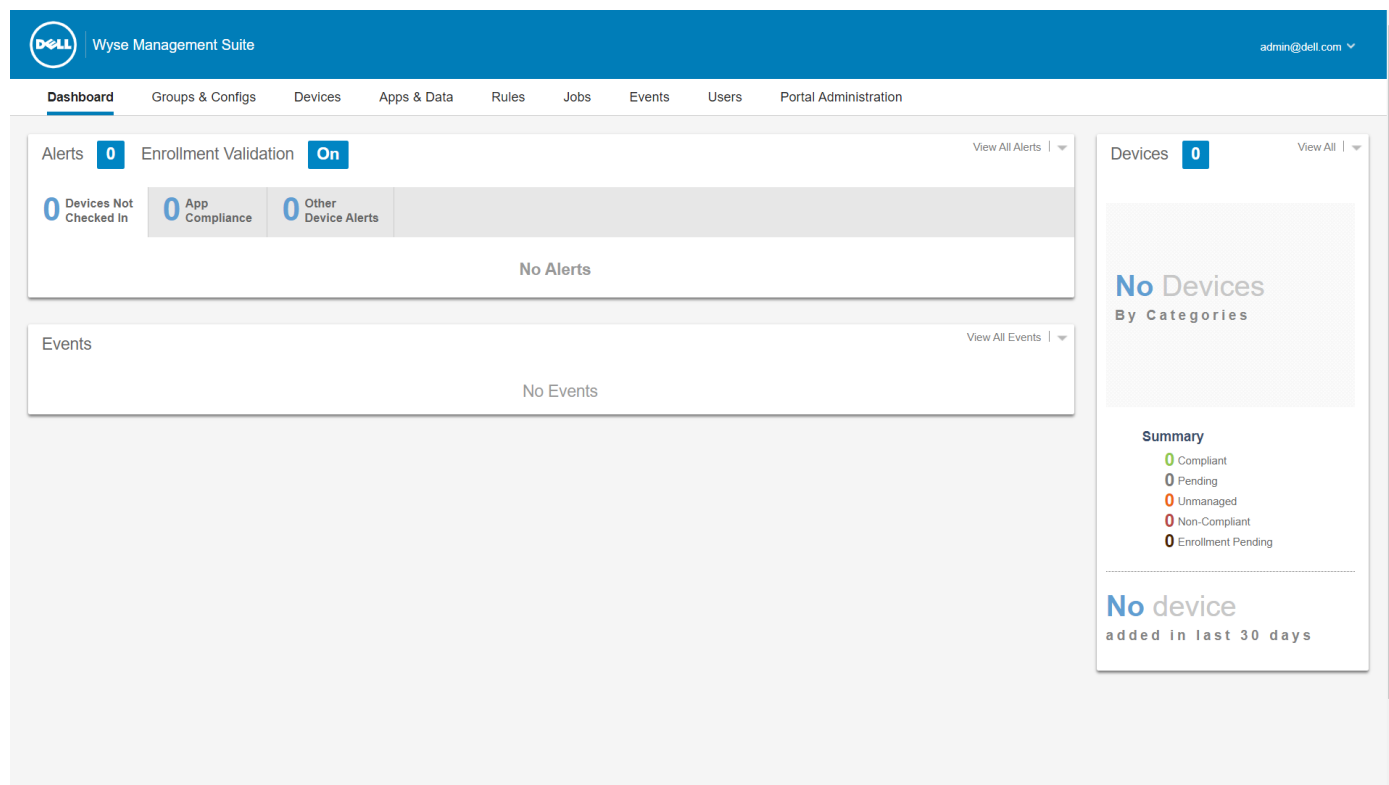 DELL Wyse Management Suite admin@dell.com
Dashboard Groups & Configs Devices Apps & Data Rules Jobs Events Users Portal Administration
Alerts 0 Enrollment Validation On View All Alerts
0 Devices Not Checked In
0 App Compliance
0 Other Device Alerts
No Alerts
Events View All Events
No Events
Devices 0 View All
No Devices
By Categories
Summary
0 Compliant
0 Pending
0 Unmanaged
0 Non-Compliant
0 Enrollment Pending
No device
added in last 30 days